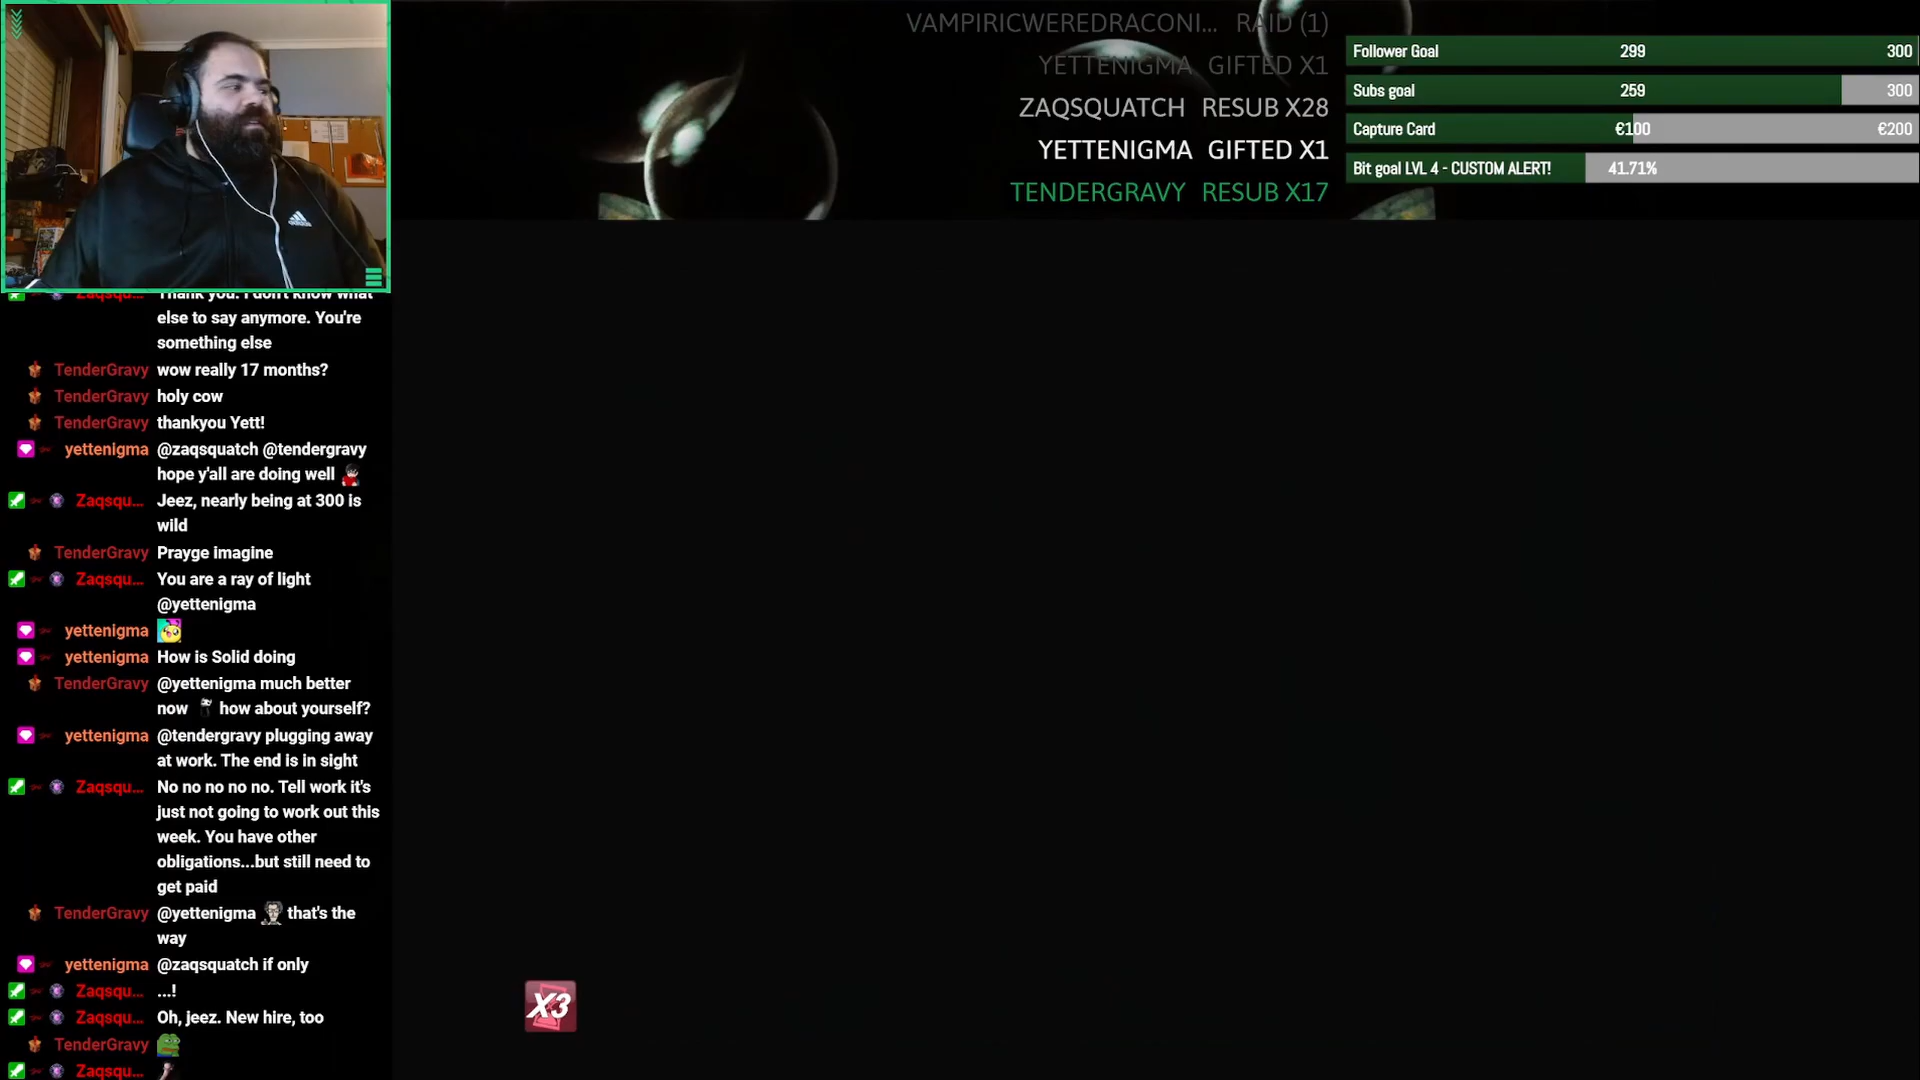 VAMPIRICWEREDRACONI... RAID (1)
YETTENIGMA GIFTED X1
ZAQSQUATCH RESUB X28
YETTENIGMA GIFTED X1
TENDERGRAVY RESUB X17
Follower Goal 299 300
Subs goal 259 300
Capture Card €100 €200
Bit goal LVL 4 - CUSTOM ALERT! 41.71%
adidas
Zaqsqu... Thank you. I don't know what
else to say anymore. You're
something else
TenderGravy wow really 17 months?
TenderGravy holy cow
TenderGravy thankyou Yett!
yettenigma @zaqsquatch @tendergravy
hope y'all are doing well
Zaqsqu... Jeez, nearly being at 300 is
wild
TenderGravy Prayge imagine
Zaqsqu... You are a ray of light
@yettenigma
yettenigma
yettenigma How is Solid doing
TenderGravy @yettenigma much better
now how about yourself?
yettenigma @tendergravy plugging away
at work. The end is in sight
Zaqsqu... No no no no no. Tell work it's
just not going to work out this
week. You have other
obligations...but still need to
get paid
TenderGravy @yettenigma that's the
way
yettenigma @zaqsquatch if only
Zaqsqu... ...!
Zaqsqu... Oh, jeez. New hire, too
TenderGravy
Zaqsqu...
X3